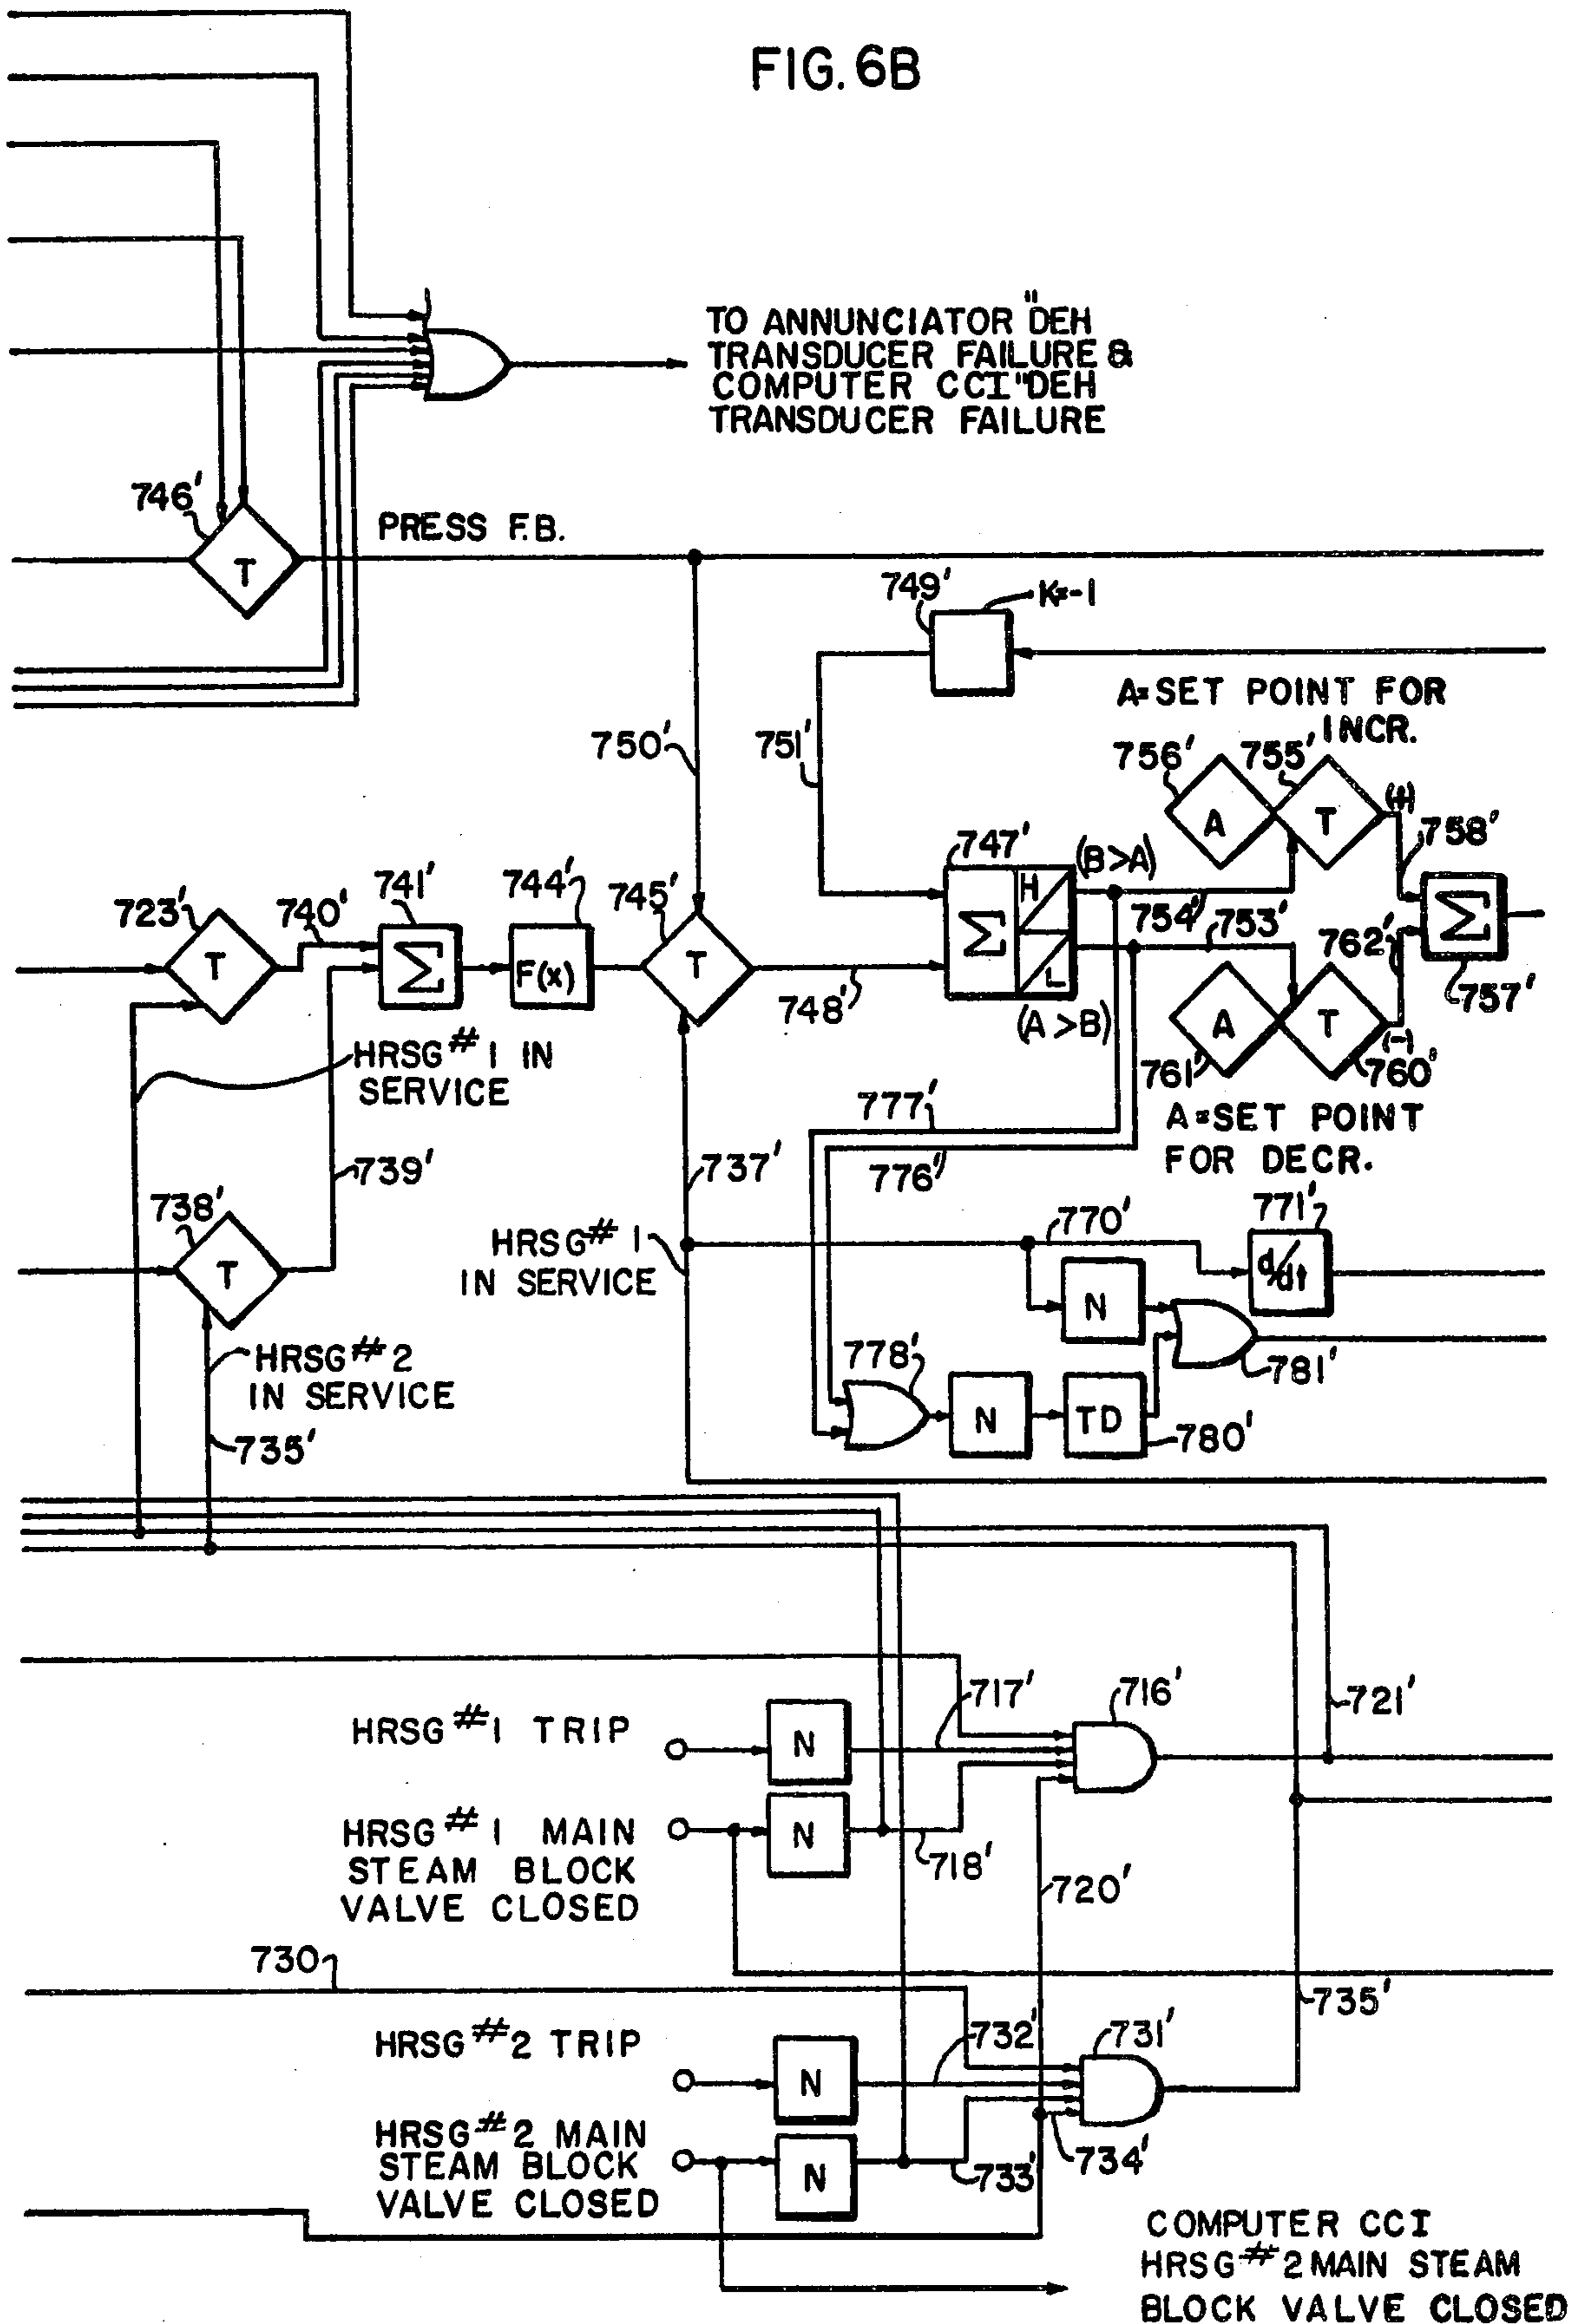 FIG. 6B
TO ANNUNCIATOR "DEH
TRANSDUCER FAILURE &
COMPUTER CCI "DEH
TRANSDUCER FAILURE
746'
T
PRESS F.B.
749'
K=-1
A=SET POINT FOR
INCR.
750'
751'
756'
755'
A
T
(+)
758'
747'
(B>A)
H
Σ
L
(A>B)
754'
753'
762'
Σ
757'
723'
T
740'
741'
Σ
744'
F(x)
745'
T
748'
A
T
(-)
761'
760'
A=SET POINT
FOR DECR.
HRSG #1 IN
SERVICE
739'
738'
T
737'
777'
776'
HRSG #1
IN SERVICE
770'
771'
d/dt
N
781'
HRSG #2
IN SERVICE
735'
778'
N
TD
780'
HRSG #1 TRIP
N
717'
716'
721'
HRSG #1 MAIN
STEAM BLOCK
VALVE CLOSED
N
718'
720'
730
735'
HRSG #2 TRIP
N
732'
731'
HRSG #2 MAIN
STEAM BLOCK
VALVE CLOSED
N
733'
734'
COMPUTER CCI
HRSG #2 MAIN STEAM
BLOCK VALVE CLOSED